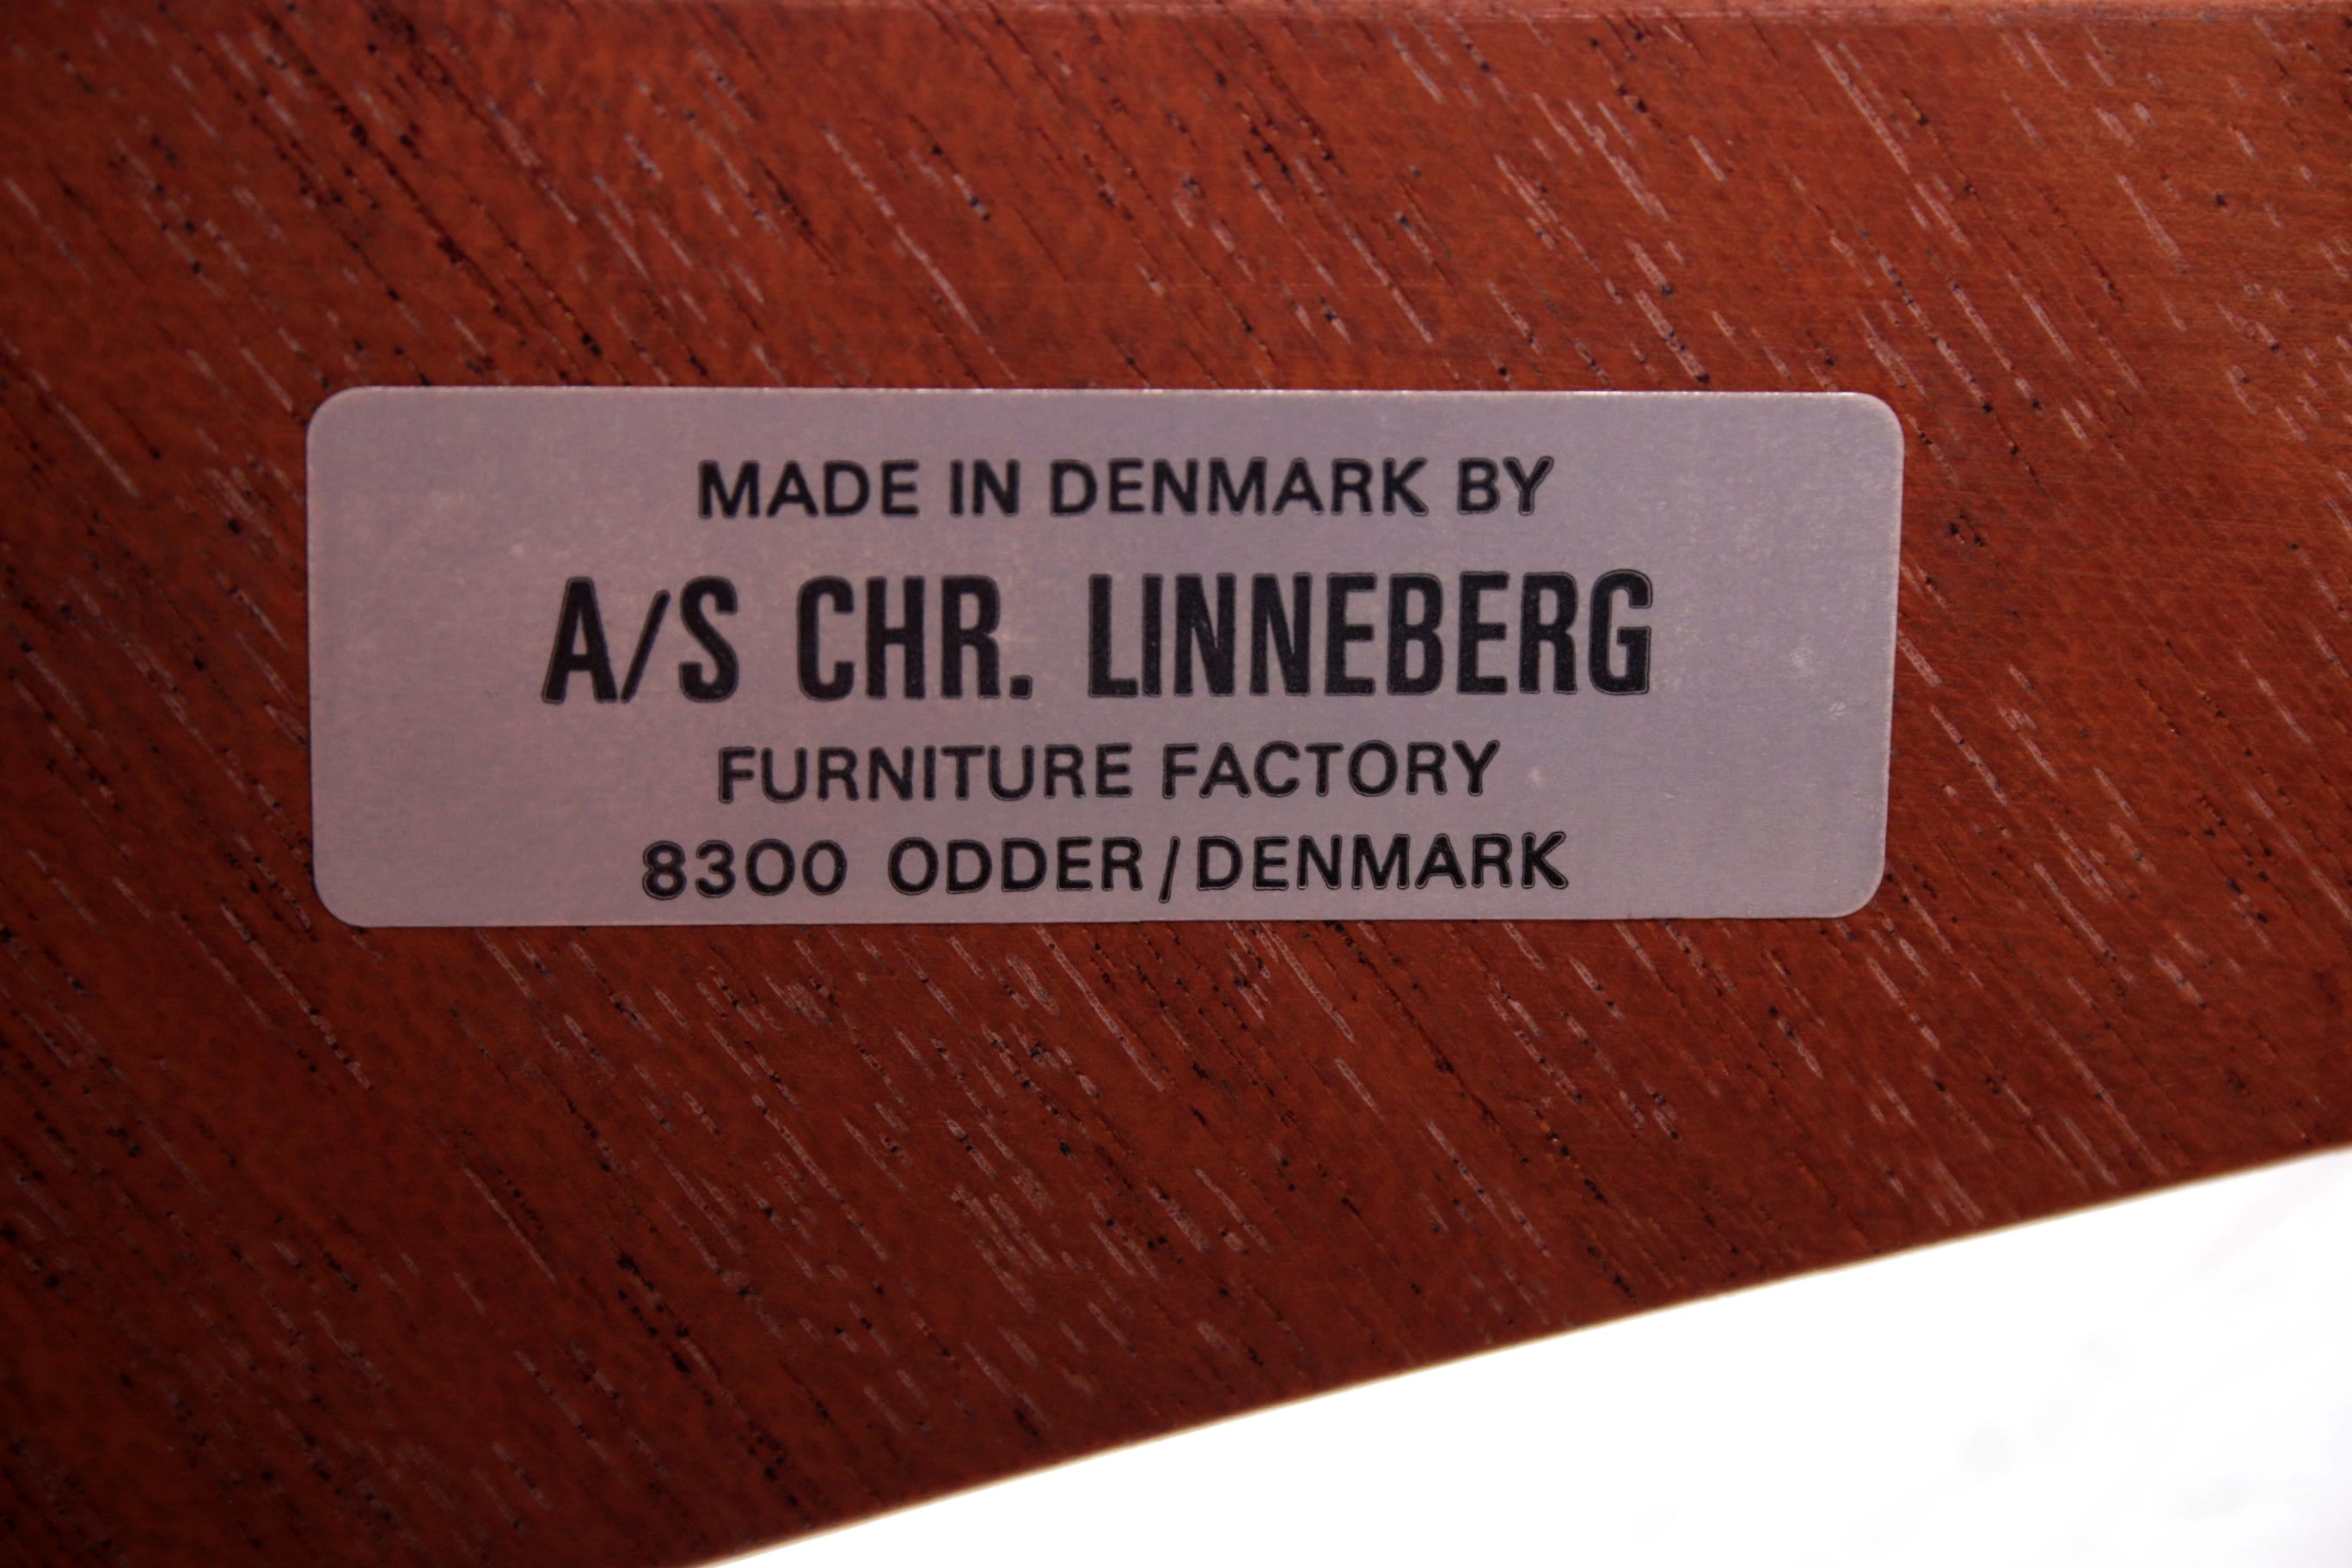 MADE IN DENMARK BY
A/S CHR. LINNEBERG
FURNITURE FACTORY
8300 ODDER/DENMARK